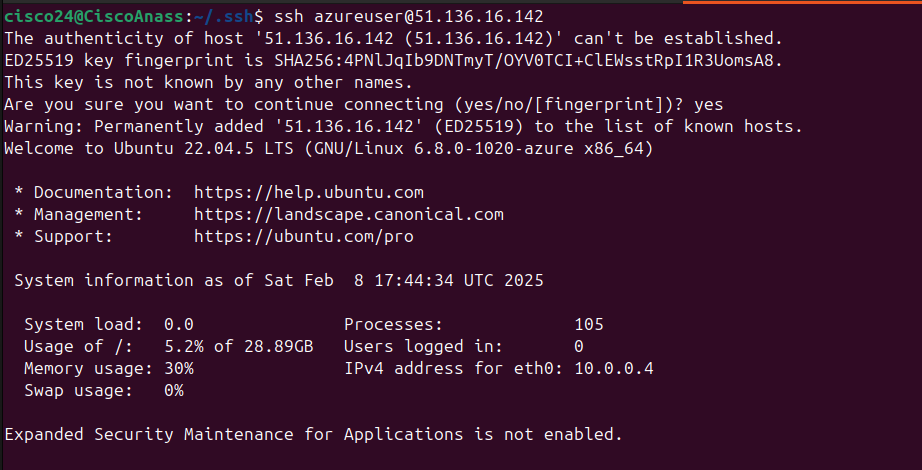 cisco24@CiscoAnass:~/.ssh$ ssh azureuser@51.136.16.142
The authenticity of host '51.136.16.142 (51.136.16.142)' can't be established.
ED25519 key fingerprint is SHA256:4PNlJqIb9DNTmyT/OYV0TCI+ClEWsstRpI1R3UomsA8.
This key is not known by any other names.
Are you sure you want to continue connecting (yes/no/[fingerprint])? yes
Warning: Permanently added '51.136.16.142' (ED25519) to the list of known hosts.
Welcome to Ubuntu 22.04.5 LTS (GNU/Linux 6.8.0-1020-azure x86_64)
* Documentation:  https://help.ubuntu.com
* Management:     https://landscape.canonical.com
* Support:        https://ubuntu.com/pro
System information as of Sat Feb  8 17:44:34 UTC 2025
System load:  0.0               Processes:             105
Usage of /:   5.2% of 28.89GB   Users logged in:       0
Memory usage: 30%               IPv4 address for eth0: 10.0.0.4
Swap usage:   0%
Expanded Security Maintenance for Applications is not enabled.